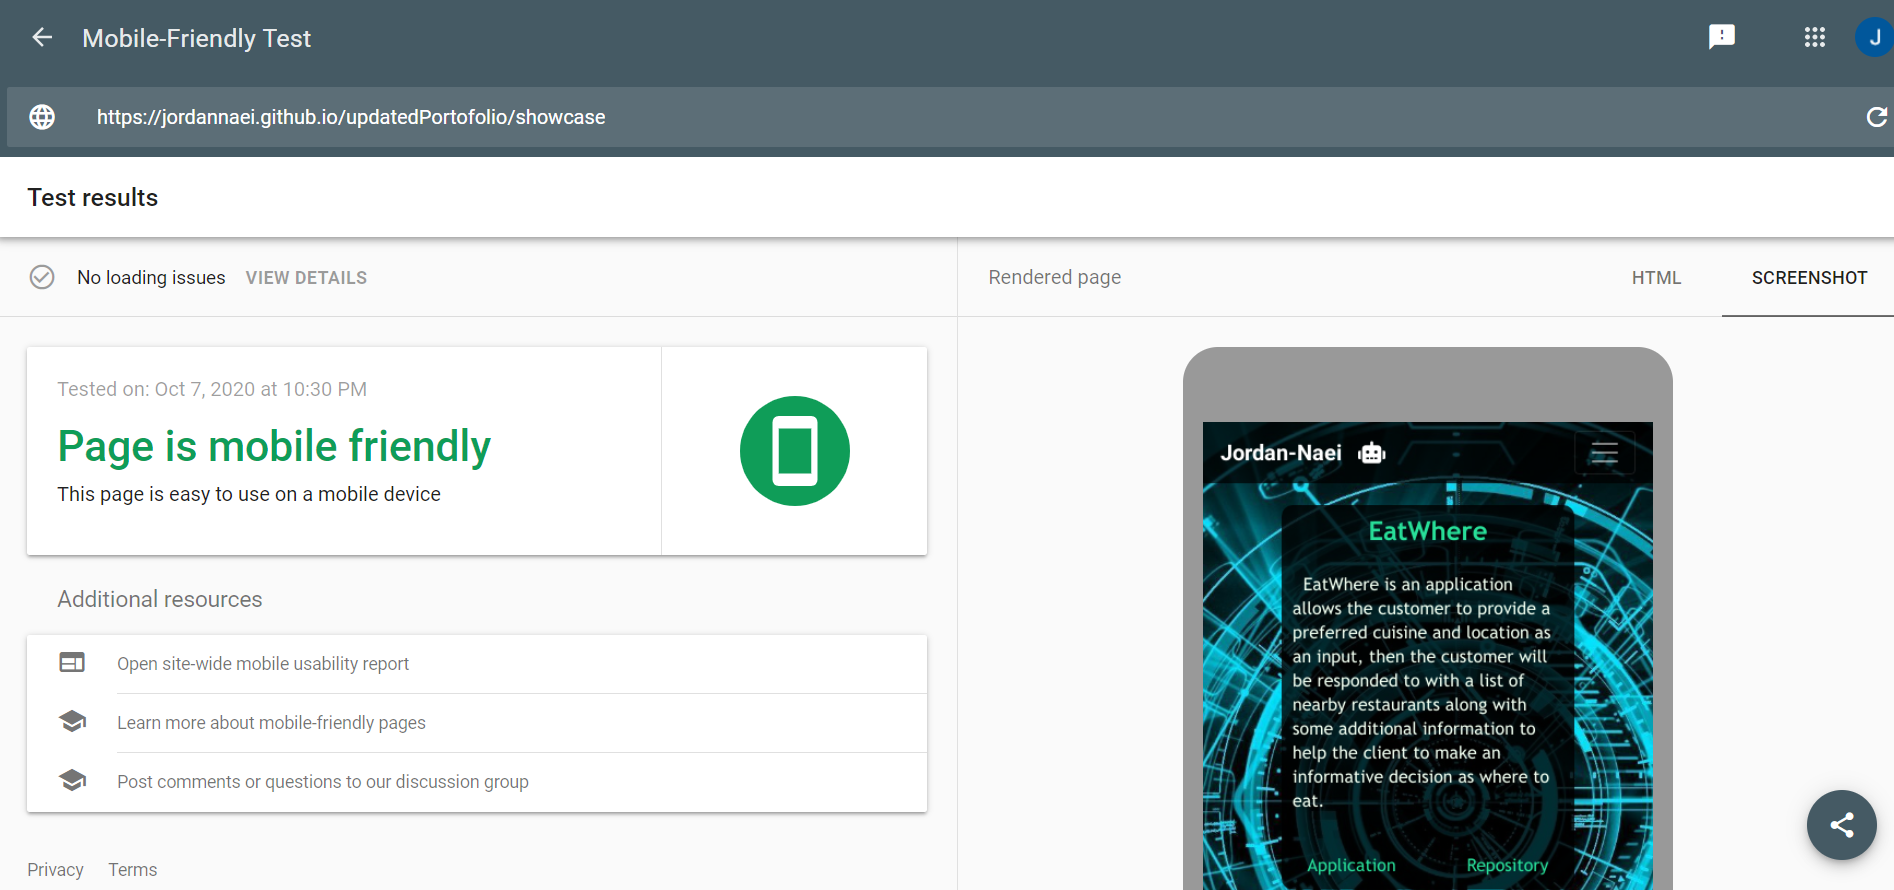 Mobile-Friendly Test
J
https://jordannaei.github.io/updatedPortofolio/showcase
Test results
No loading issues VIEW DETAILS
Rendered page HTML SCREENSHOT
Tested on: Oct 7, 2020 at 10:30 PM
Page is mobile friendly
This page is easy to use on a mobile device
Additional resources
Open site-wide mobile usability report
Learn more about mobile-friendly pages
Post comments or questions to our discussion group
Privacy Terms
Jordan-Naei
EatWhere
EatWhere is an application
allows the customer to provide a
preferred cuisine and location as
an input, then the customer will
be responded to with a list of
nearby restaurants along with
some additional information to
help the client to make an
informative decision as where to
eat.
Application Repository